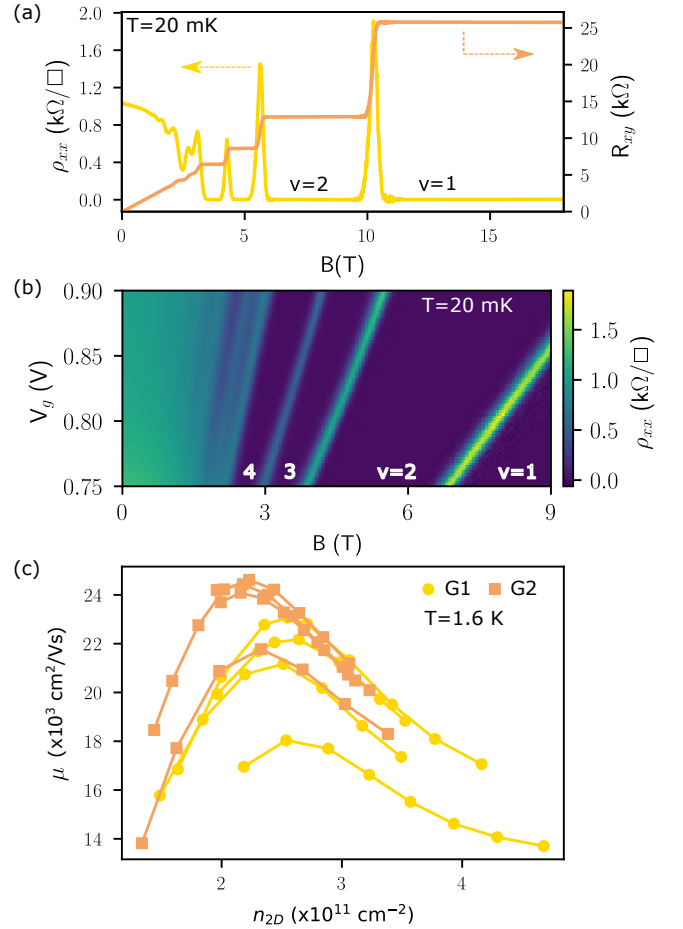 (a)
T=20 mK
ρxx (kΩ/□)
2.0
1.6
1.2
0.8
0.4
0.0
25
20
15
10
5
0
Rxy (kΩ)
v=2
v=1
0
5
10
15
B(T)
(b)
T=20 mK
Vg (V)
0.90
0.85
0.80
0.75
4
3
v=2
v=1
0
3
6
9
B (T)
1.5
1.0
0.5
0.0
ρxx (kΩ/□)
(c)
G1
G2
T=1.6 K
μ (x10³ cm²/Vs)
24
22
20
18
16
14
2
3
4
n2D (x10¹¹ cm⁻²)